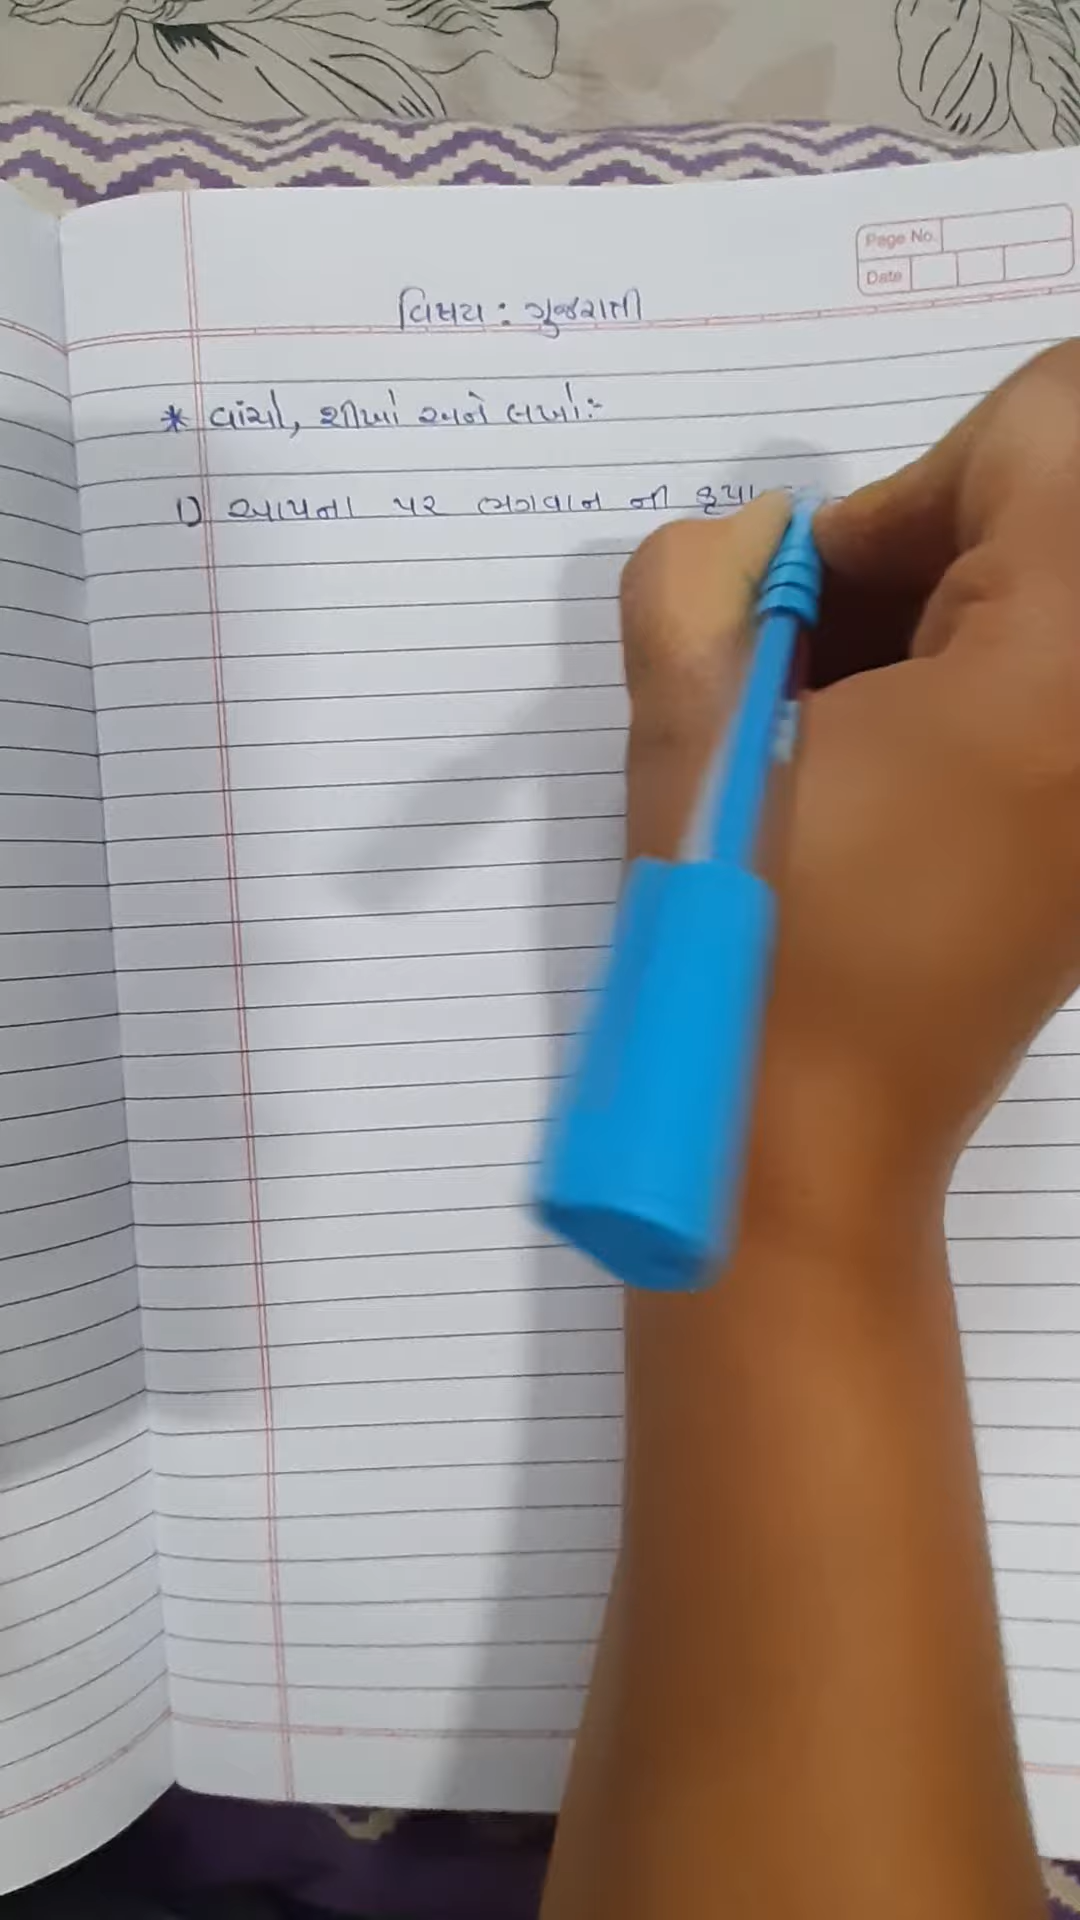 Page No.
Date
વિષય : ગુજરાતી
* વાંચો, શીખો અને લખો:-
1) આપના પર ભગવાન ની કૃપા